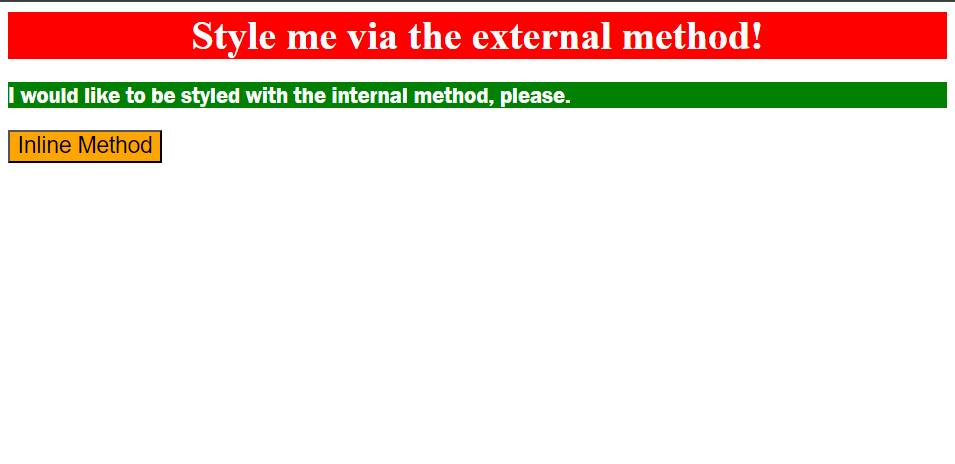 Style me via the external method!
I would like to be styled with the internal method, please.
Inline Method